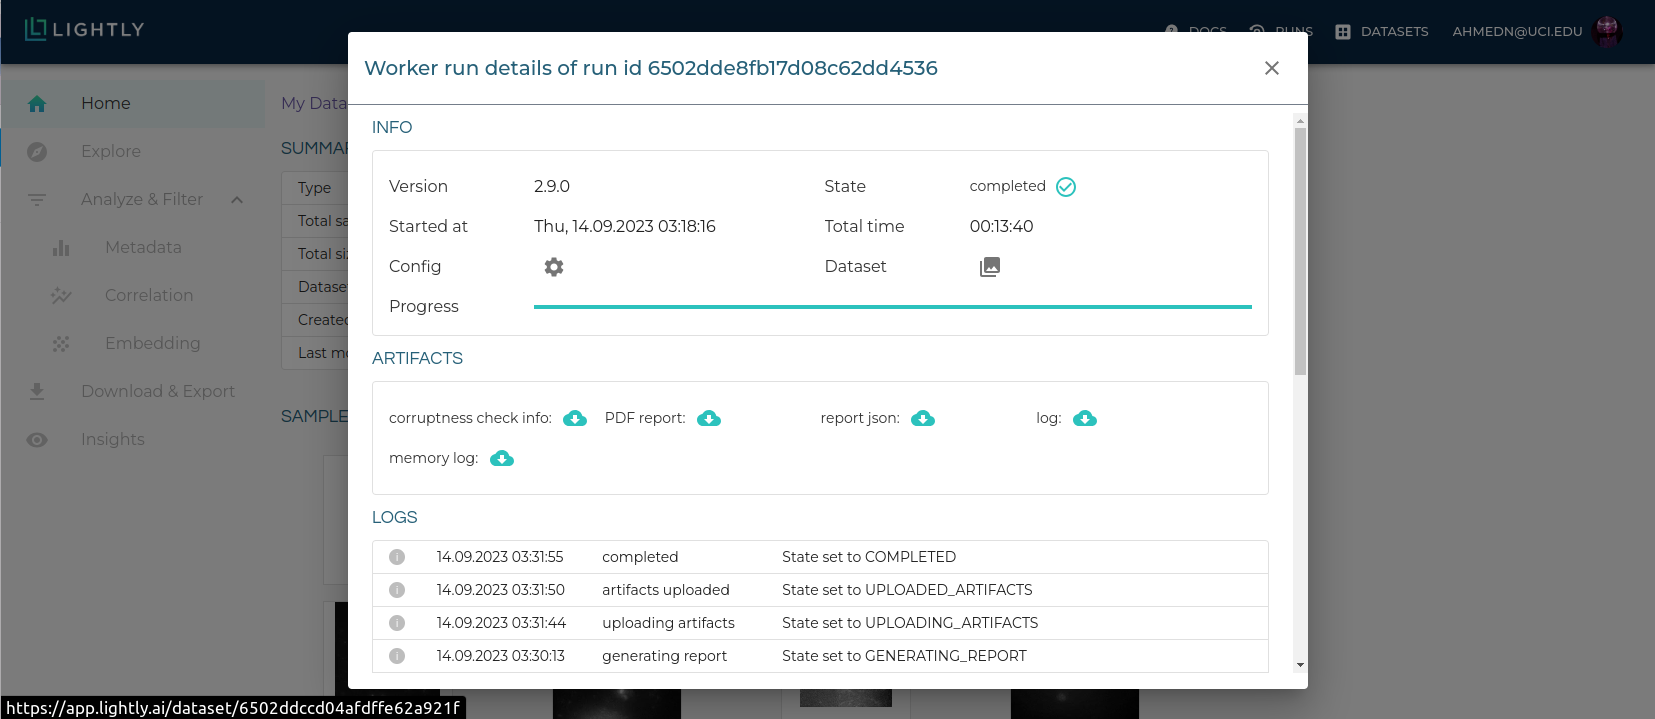 LIGHTLY
DOCS
RUNS
DATASETS
AHMEDN@UCI.EDU
Worker run details of run id 6502dde8fb17d08c62dd4536
Home
Explore
Analyze & Filter
Metadata
Correlation
Embedding
Download & Export
Insights
My Data
SUMMAR
Type
Total sa
Total siz
Dataset
Created
Last mo
SAMPLE
INFO
Version 2.9.0 State completed
Started at Thu, 14.09.2023 03:18:16 Total time 00:13:40
Config Dataset
Progress
ARTIFACTS
corruptness check info: PDF report: report json: log:
memory log:
LOGS
14.09.2023 03:31:55 completed State set to COMPLETED
14.09.2023 03:31:50 artifacts uploaded State set to UPLOADED_ARTIFACTS
14.09.2023 03:31:44 uploading artifacts State set to UPLOADING_ARTIFACTS
14.09.2023 03:30:13 generating report State set to GENERATING_REPORT
https://app.lightly.ai/dataset/6502ddccd04afdffe62a921f